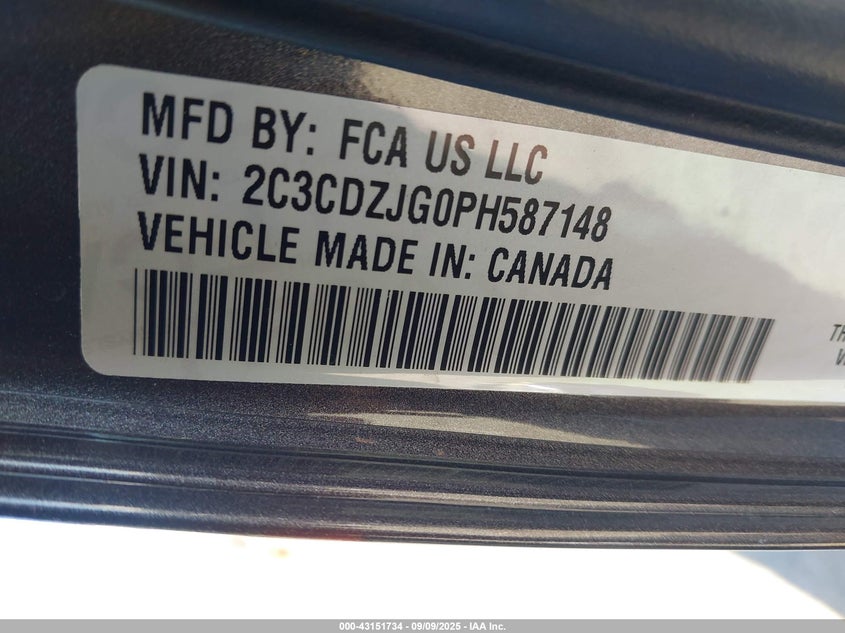 MFD BY: FCA US LLC
VIN: 2C3CDZJG0PH587148
VEHICLE MADE IN: CANADA
000-43151734 - 09/09/2025 - IAA Inc.